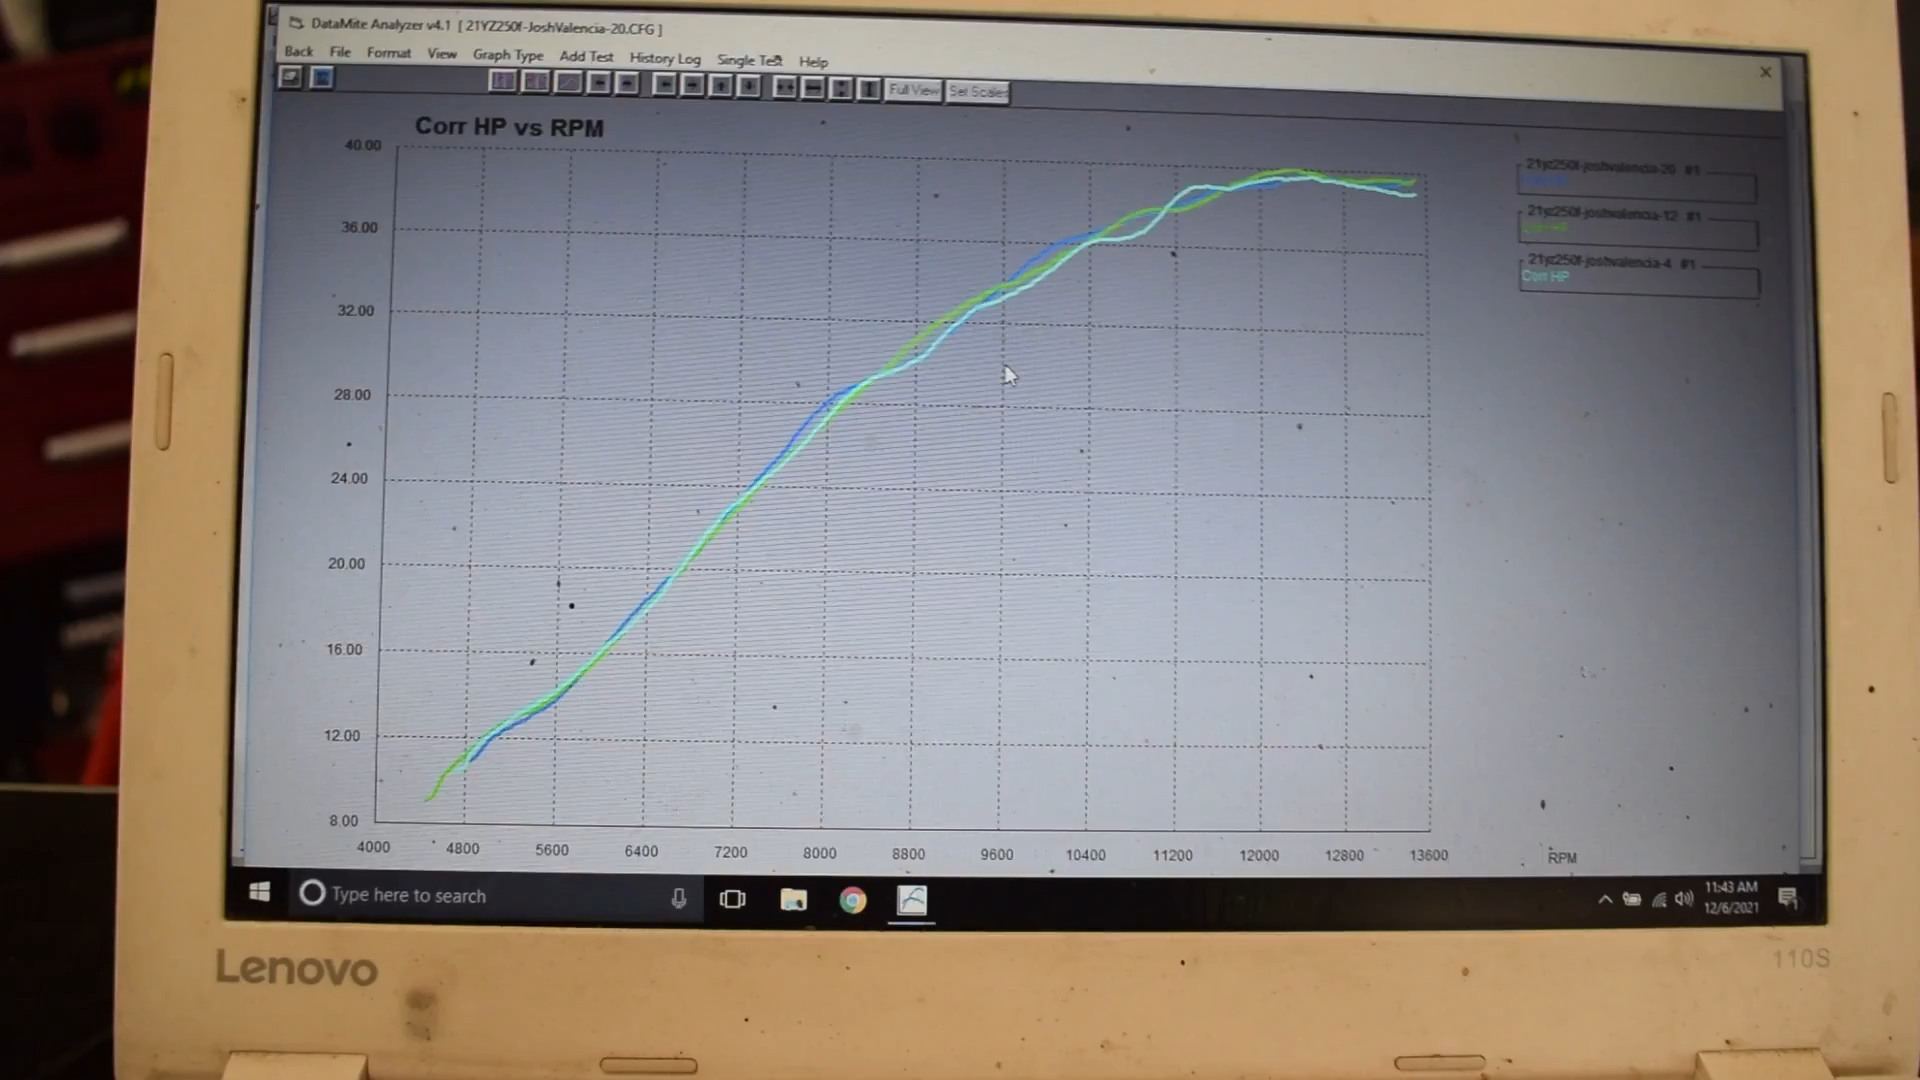 DataMite Analyzer v4.1 [ 21YZ250f-JoshValencia-20.CFG ]
Back File Format View Graph Type Add Test History Log Single Test Help
Full View Set Scales
Corr HP vs RPM
40.00
36.00
32.00
28.00
24.00
20.00
16.00
12.00
8.00
4000 4800 5600 6400 7200 8000 8800 9600 10400 11200 12000 12800 13600 RPM
21yz250f-joshvalencia-20 #1
21yz250f-joshvalencia-12 #1
Corr HP
21yz250f-joshvalencia-4 #1
Corr HP
Type here to search
11:43 AM
12/6/2021
Lenovo
110S